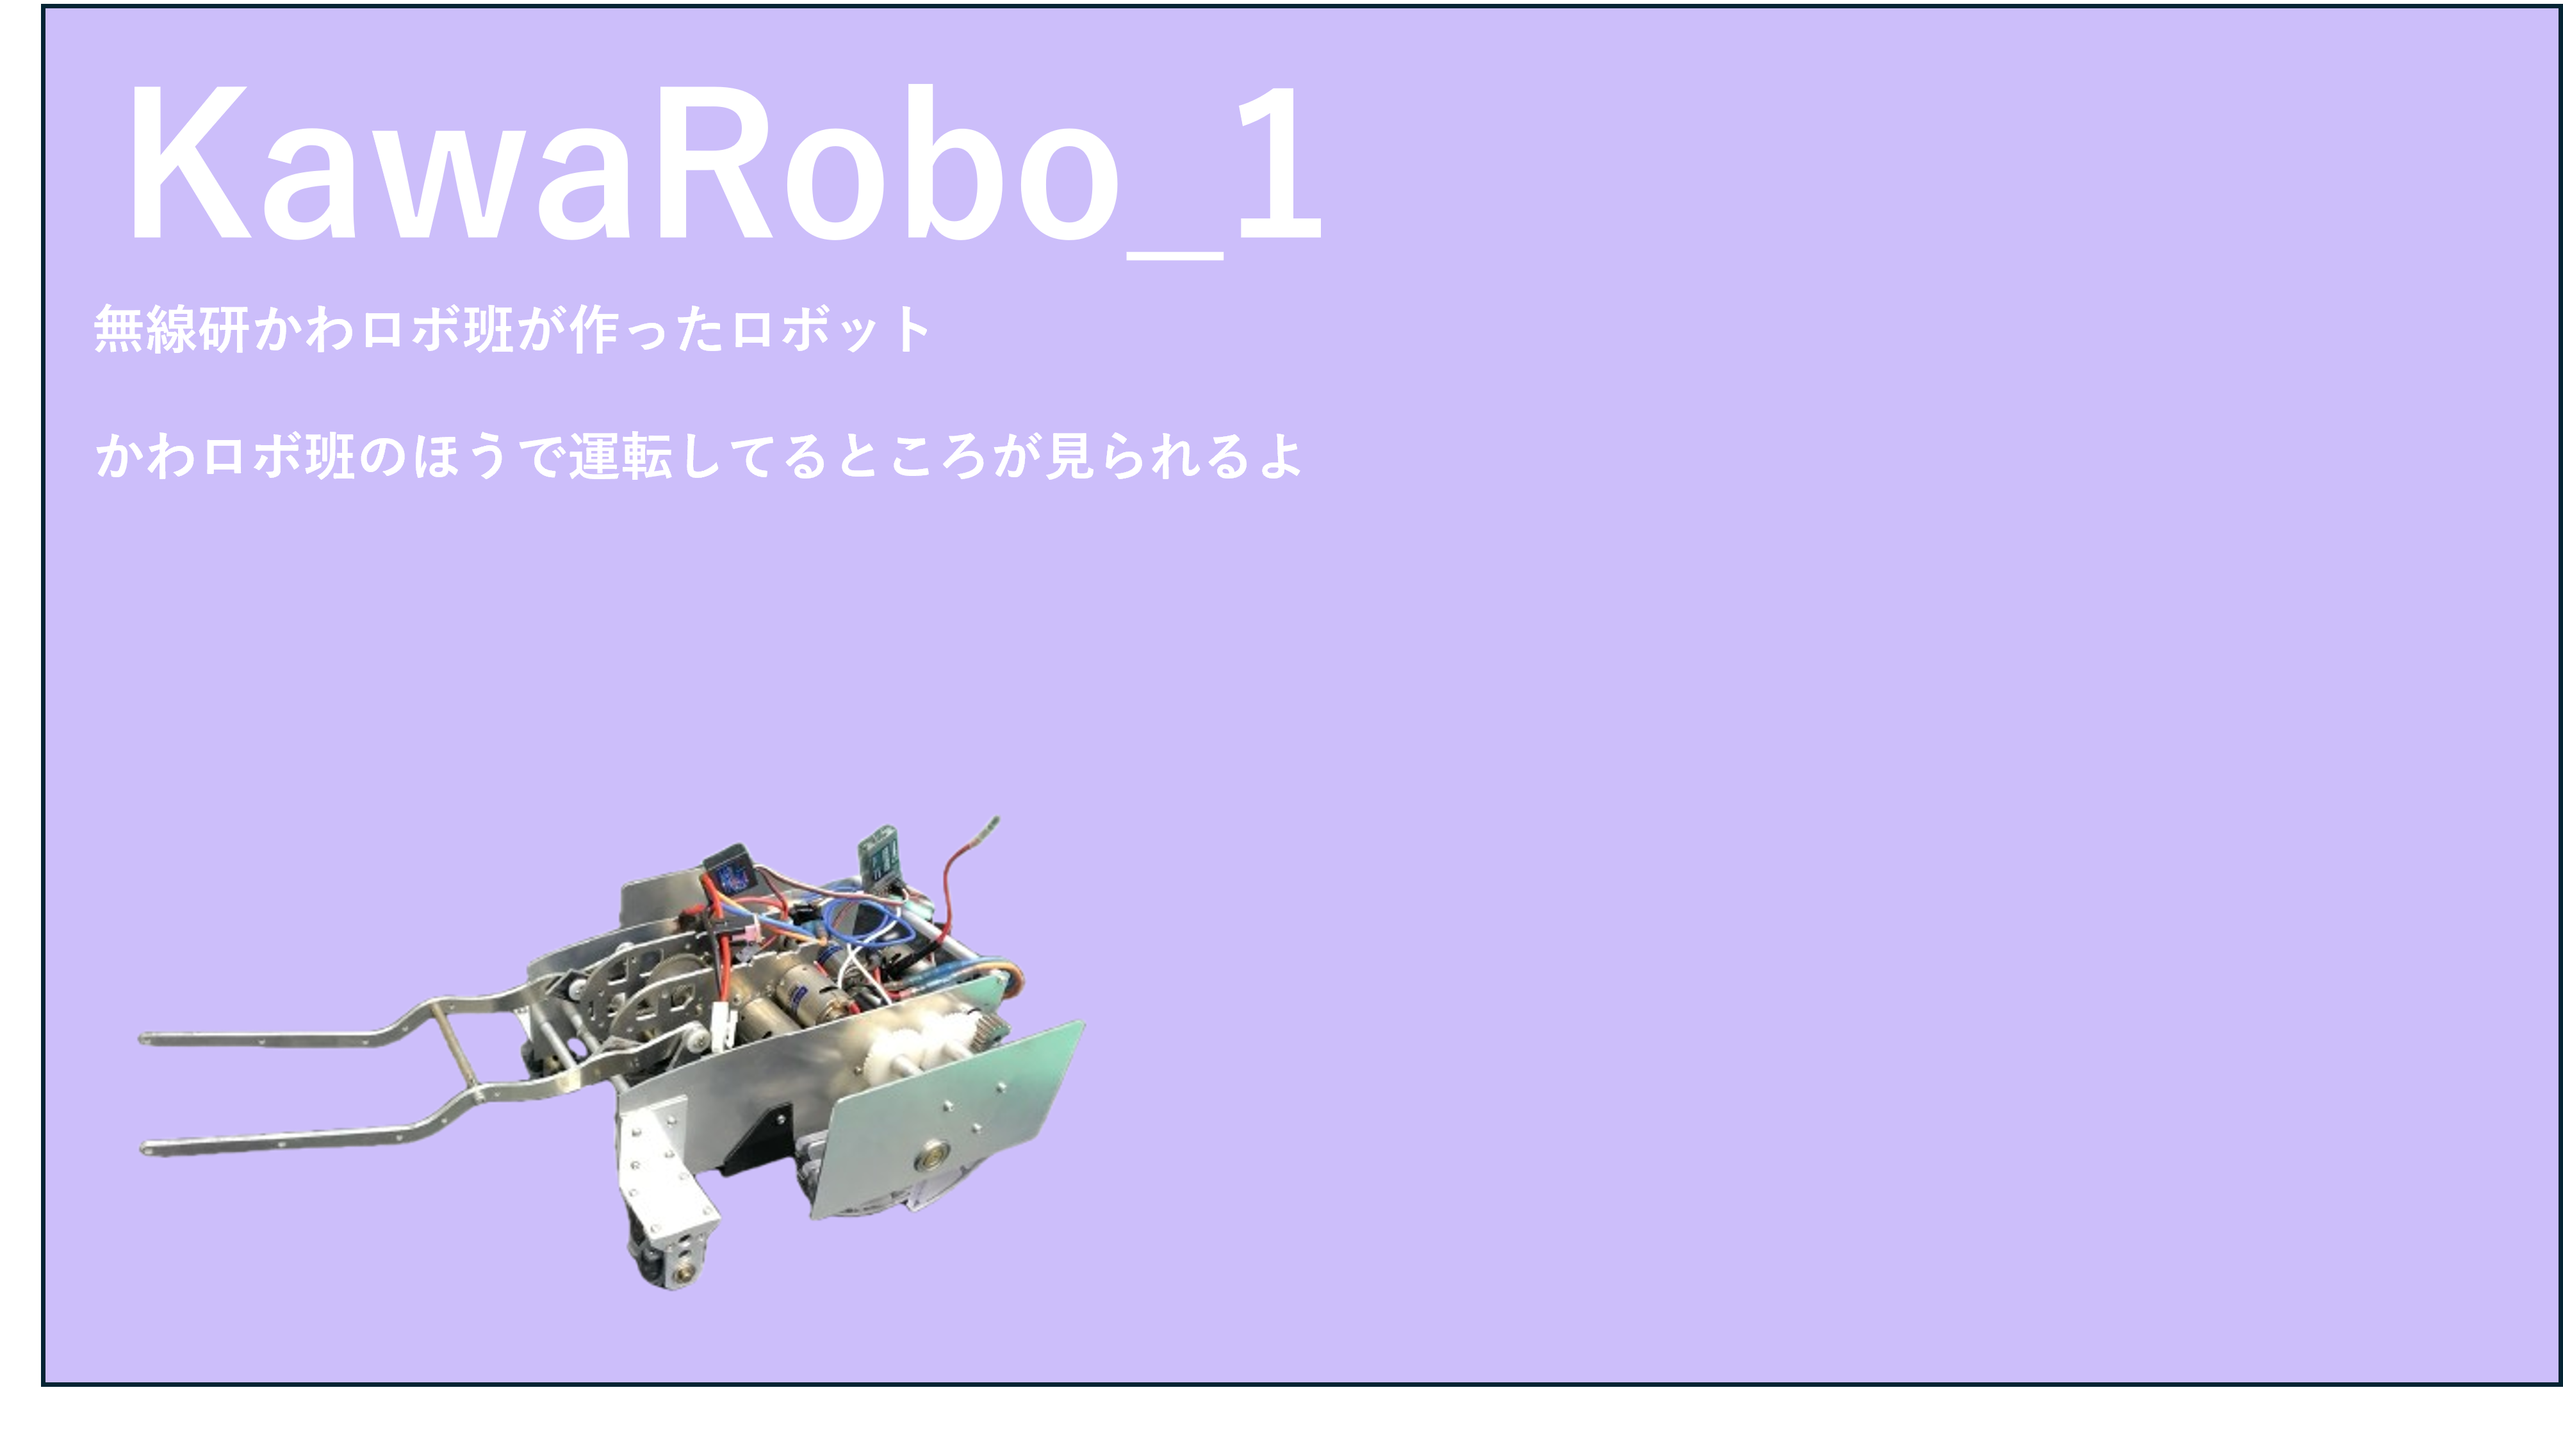 KawaRobo_1
無線研かわロボ班が作ったロボット
かわロボ班のほうで運転してるところが見られるよ